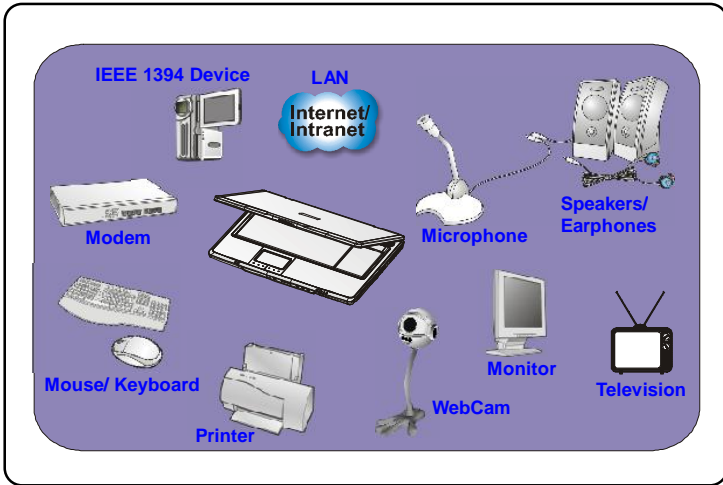 IEEE 1394 Device
LAN
Internet/
Intranet
Speakers/
Earphones
Microphone
Modem
Monitor
Television
Mouse/ Keyboard
WebCam
Printer